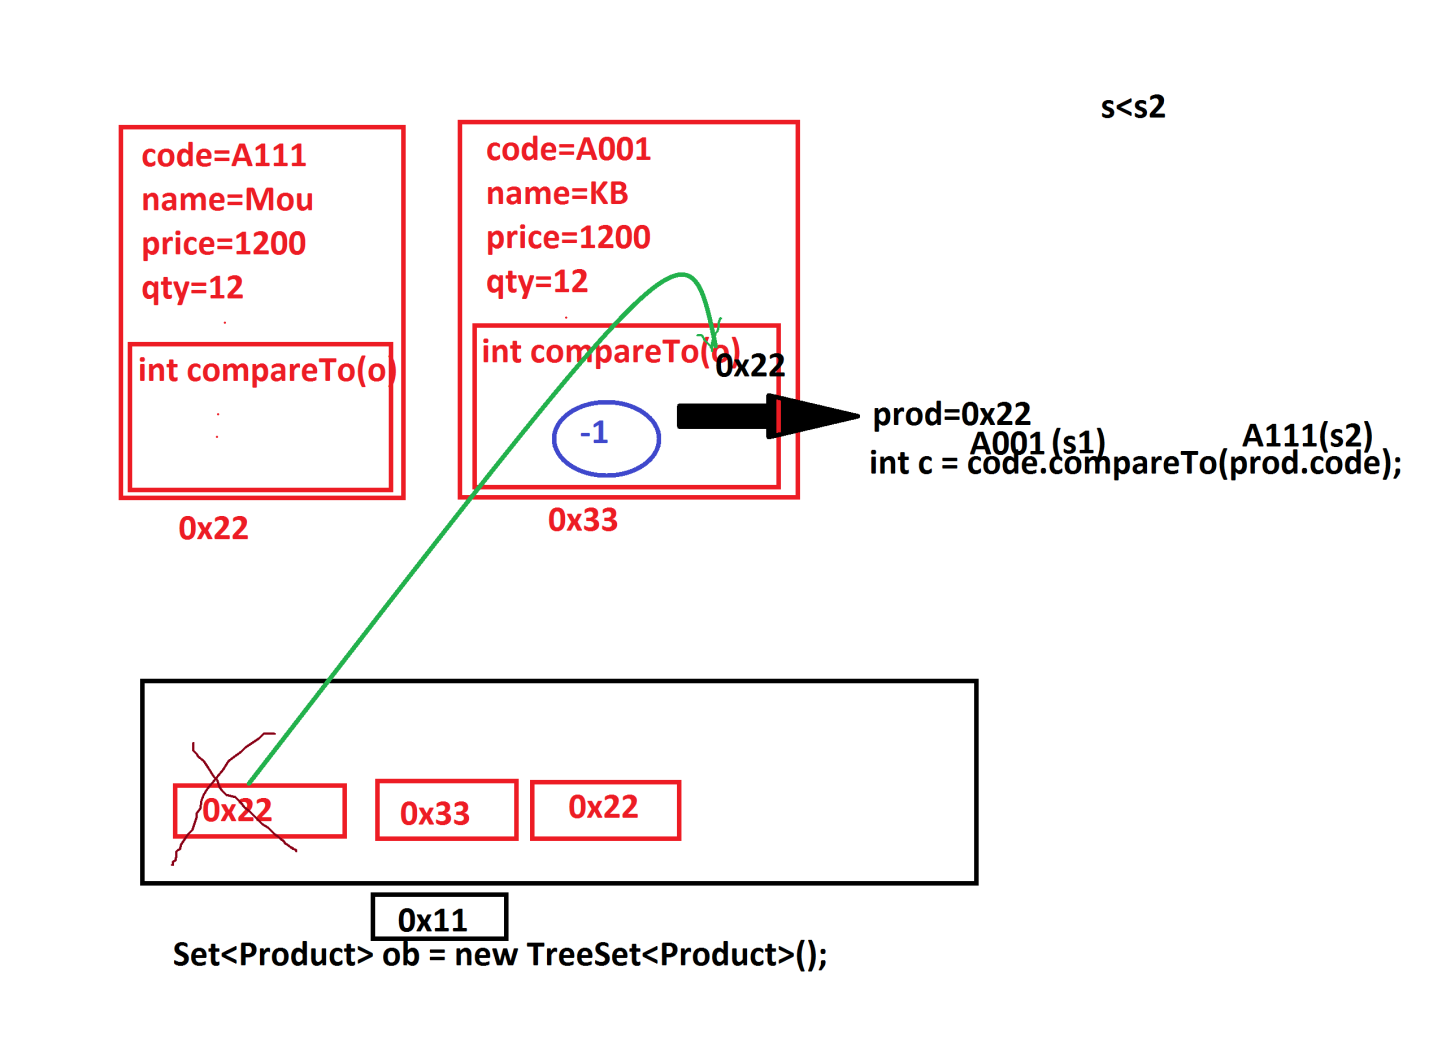 s<s2
code=A111
name=Mou
price=1200
qty=12
int compareTo(o)
0x22
code=A001
name=KB
price=1200
qty=12
int compareTo(o)
0x22
-1
0x33
prod=0x22
A001 (s1)
A111(s2)
int c = code.compareTo(prod.code);
0x22
0x33
0x22
0x11
Set<Product> ob = new TreeSet<Product>();